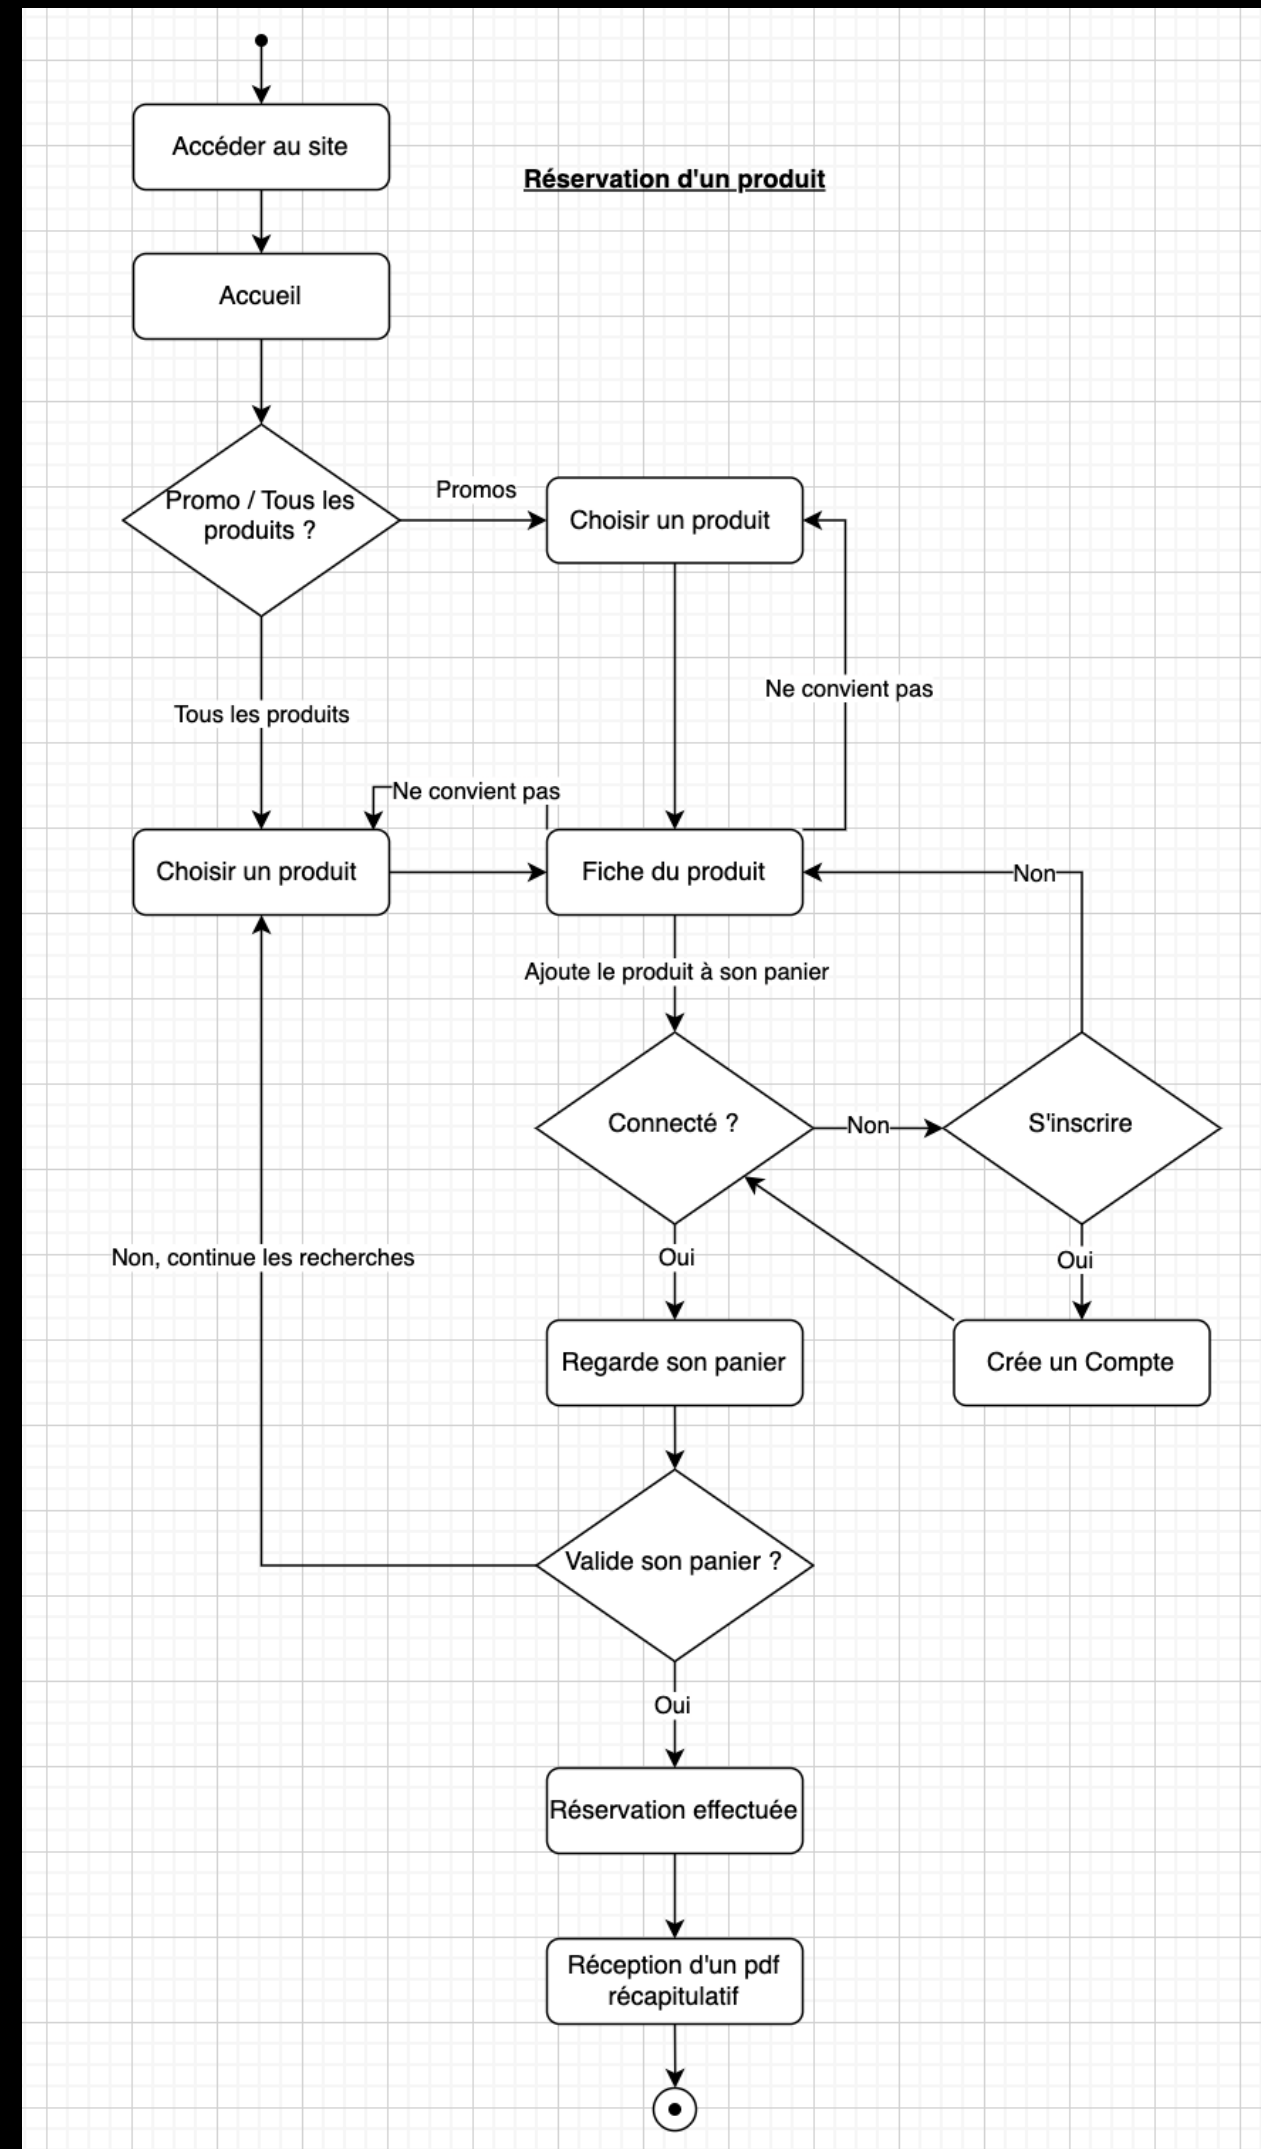 Accéder au site
Réservation d'un produit
Accueil
Promo / Tous les
produits ?
Promos
Choisir un produit
Ne convient pas
Tous les produits
Ne convient pas
Choisir un produit
Fiche du produit
Non
Ajoute le produit à son panier
Connecté ?
Non
S'inscrire
Non, continue les recherches
Oui
Oui
Regarde son panier
Crée un Compte
Valide son panier ?
Oui
Réservation effectuée
Réception d'un pdf
récapitulatif